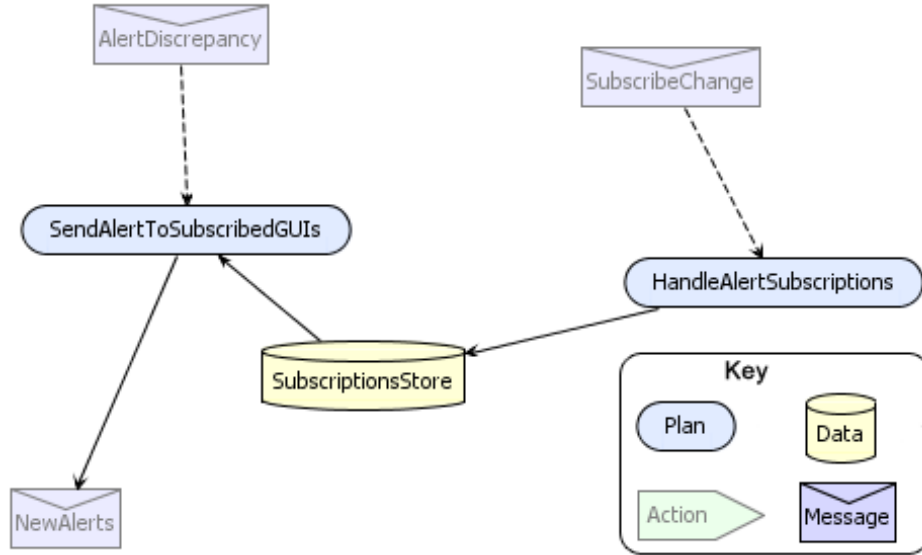 AlertDiscrepancy
SubscribeChange
SendAlertToSubscribedGUIs
HandleAlertSubscriptions
SubscriptionsStore
NewAlerts
Key
Plan
Data
Action
Message